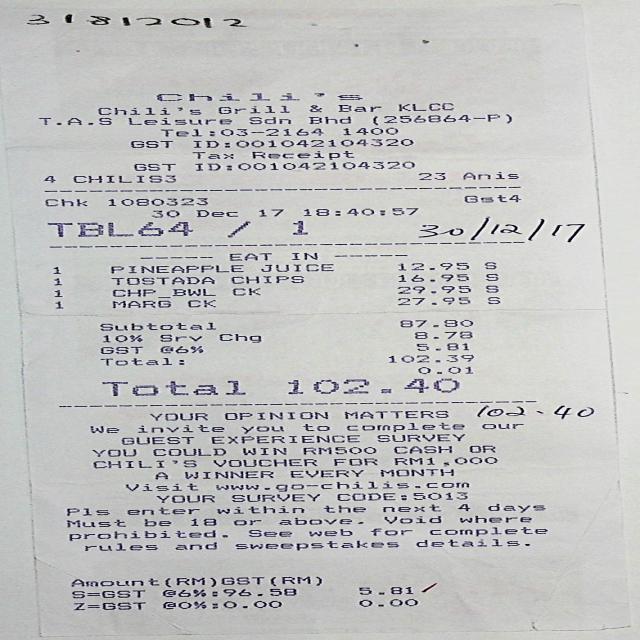 31812012
Chili's
Chili's Grill & Bar KLCC
T.A.S Leisure Sdn Bhd (256864-P)
Tel:03-2164 1400
GST ID:001042104320
Tax Receipt
GST ID:001042104320
4 CHILIS3 23 Anis
Chk 1080323 Gst4
30 Dec 17 18:40:57
TBL64 / 1 30/12/17
----- EAT IN -----
1 PINEAPPLE JUICE 12.95 S
1 TOSTADA CHIPS 16.95 S
1 CHP BWL CK 29.95 S
1 MARG CK 27.95 S
Subtotal 87.80
10% Srv Chg 8.78
GST @6% 5.81
Total: 102.39
0.01
Total 102.40
YOUR OPINION MATTERS 102.40
We invite you to complete our
GUEST EXPERIENCE SURVEY
YOU COULD WIN RM500 CASH OR
CHILI'S VOUCHER FOR RM1,000
A WINNER EVERY MONTH
Visit www.go-chilis.com
YOUR SURVEY CODE:5013
Pls enter within the next 4 days
Must be 18 or above. Void where
prohibited. See web for complete
rules and sweepstakes details.
Amount(RM)GST(RM)
S=GST @6%:96.58 5.81
Z=GST @0%:0.00 0.00